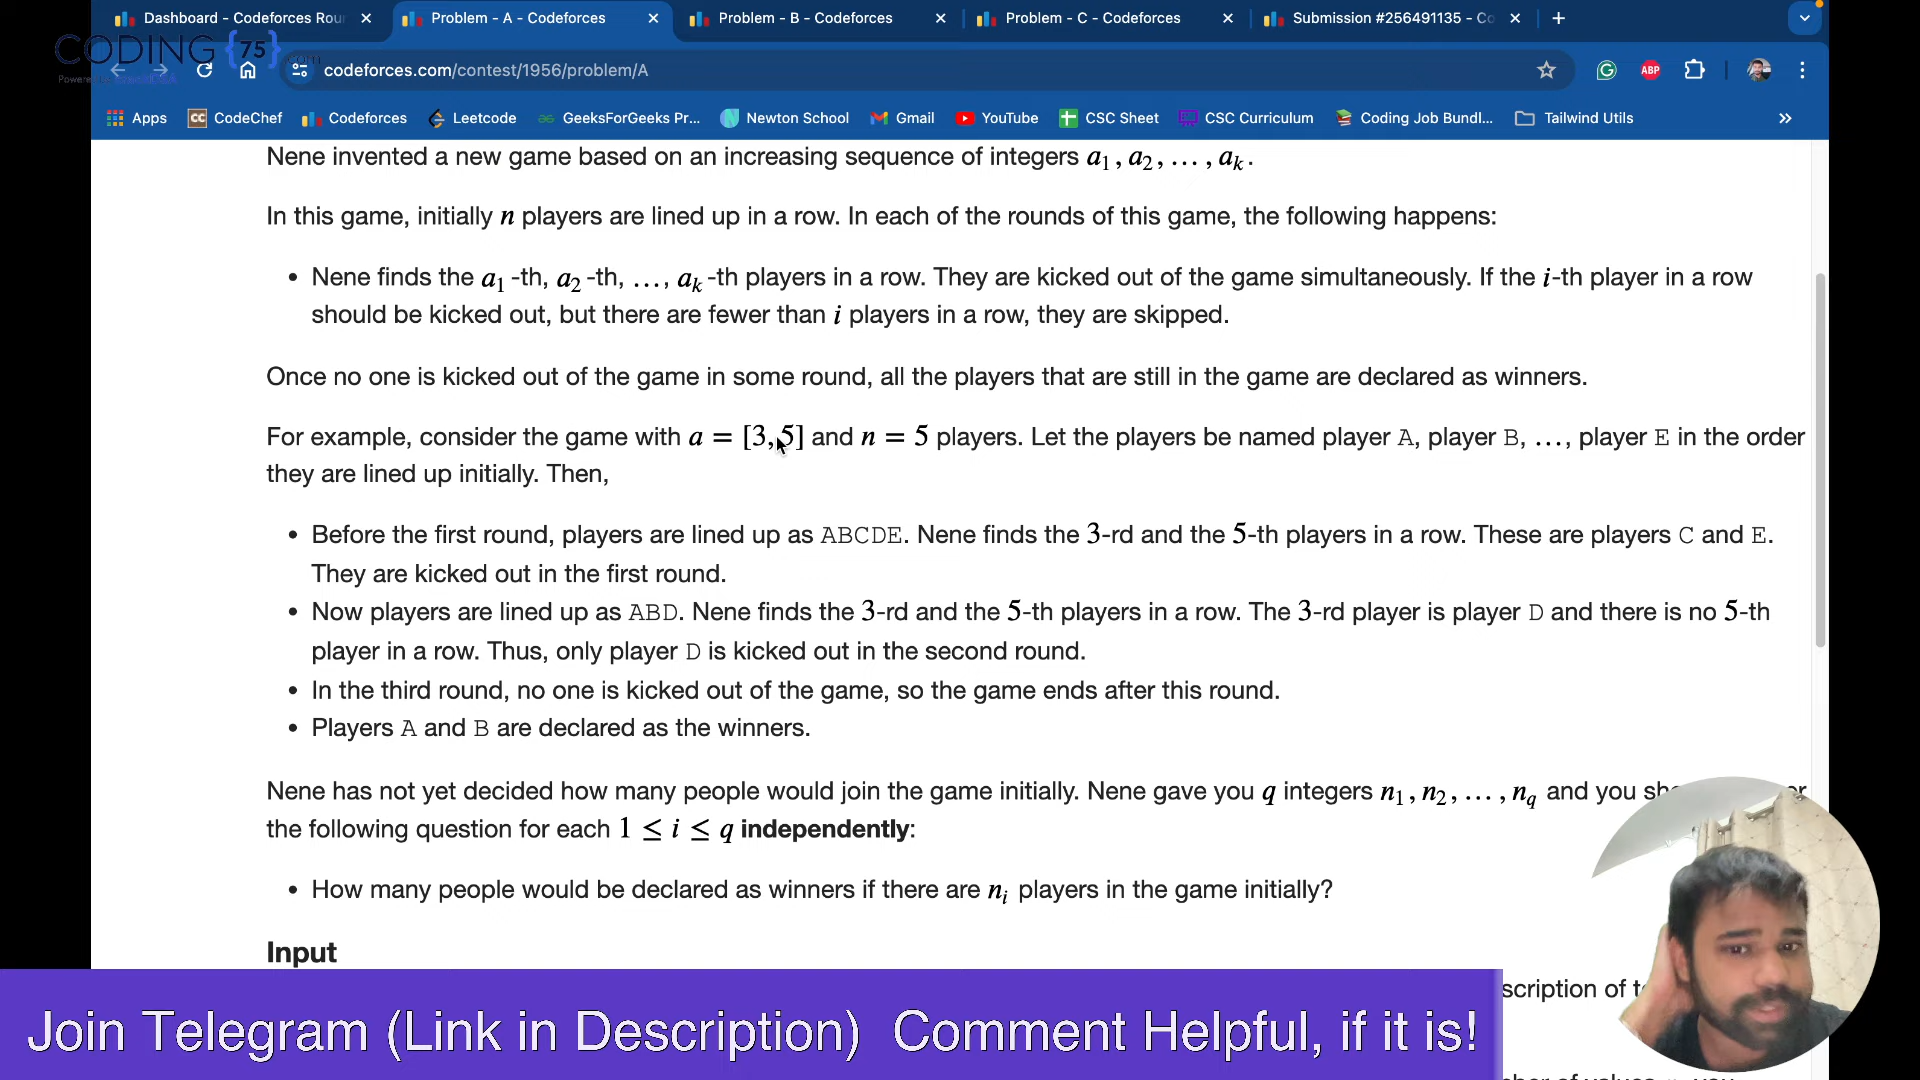 Dashboard - Codeforces Rou
Problem - A - Codeforces
Problem - B - Codeforces
Problem - C - Codeforces
Submission #256491135 - Co
CODING {75}
.com
codeforces.com/contest/1956/problem/A
ABP
Apps
CC CodeChef
Codeforces
Leetcode
GeeksForGeeks Pr...
Newton School
Gmail
YouTube
CSC Sheet
CSC Curriculum
Coding Job Bundl...
Tailwind Utils
Nene invented a new game based on an increasing sequence of integers a₁, a₂, …, aₖ.
In this game, initially n players are lined up in a row. In each of the rounds of this game, the following happens:
• Nene finds the a₁-th, a₂-th, …, aₖ-th players in a row. They are kicked out of the game simultaneously. If the i-th player in a row
should be kicked out, but there are fewer than i players in a row, they are skipped.
Once no one is kicked out of the game in some round, all the players that are still in the game are declared as winners.
For example, consider the game with a = [3, 5] and n = 5 players. Let the players be named player A, player B, …, player E in the order
they are lined up initially. Then,
• Before the first round, players are lined up as ABCDE. Nene finds the 3-rd and the 5-th players in a row. These are players C and E.
They are kicked out in the first round.
• Now players are lined up as ABD. Nene finds the 3-rd and the 5-th players in a row. The 3-rd player is player D and there is no 5-th
player in a row. Thus, only player D is kicked out in the second round.
• In the third round, no one is kicked out of the game, so the game ends after this round.
• Players A and B are declared as the winners.
Nene has not yet decided how many people would join the game initially. Nene gave you q integers n₁, n₂, …, n_q and you
the following question for each 1 ≤ i ≤ q independently:
• How many people would be declared as winners if there are nᵢ players in the game initially?
Input
scription of
Join Telegram (Link in Description) Comment Helpful, if it is!